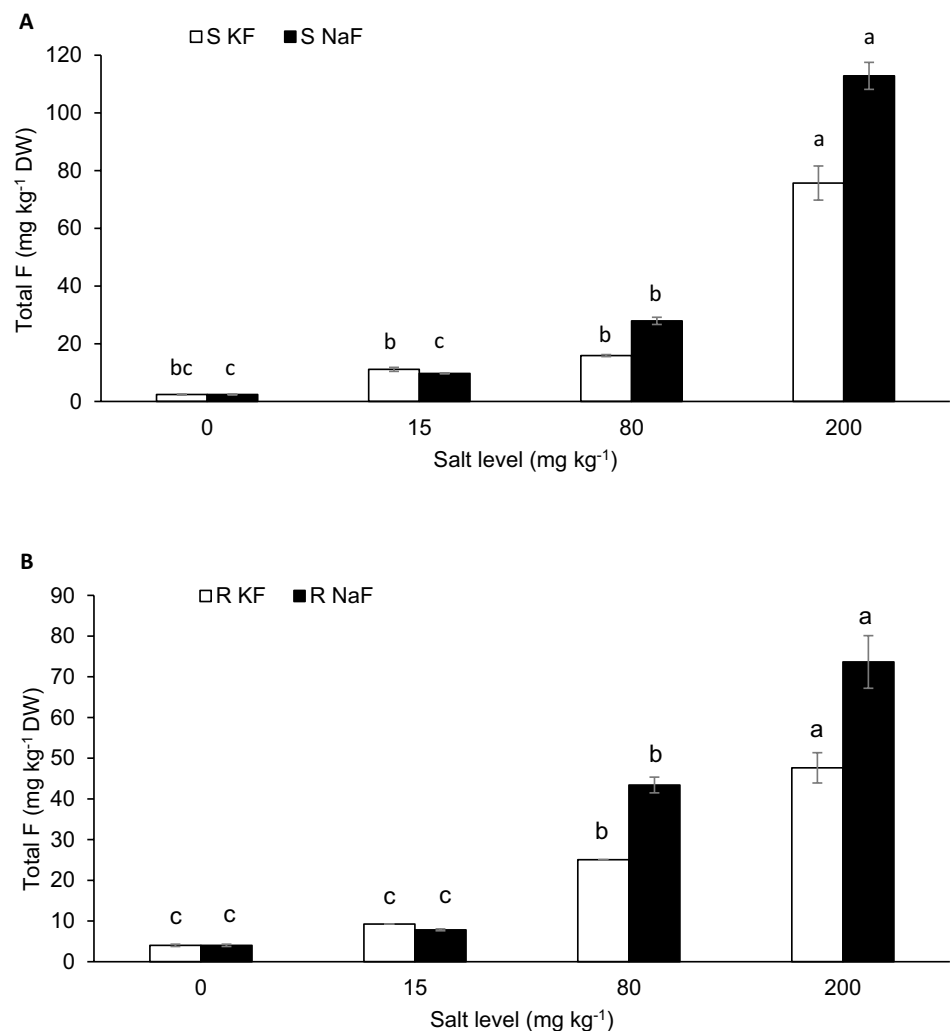 A
S KF S NaF
Total F (mg kg⁻¹ DW)
120
100
80
60
40
20
0
bc c b c b b a a
0 15 80 200
Salt level (mg kg⁻¹)
B
R KF R NaF
Total F (mg kg⁻¹ DW)
90
80
70
60
50
40
30
20
10
0
c c c c b b a a
0 15 80 200
Salt level (mg kg⁻¹)